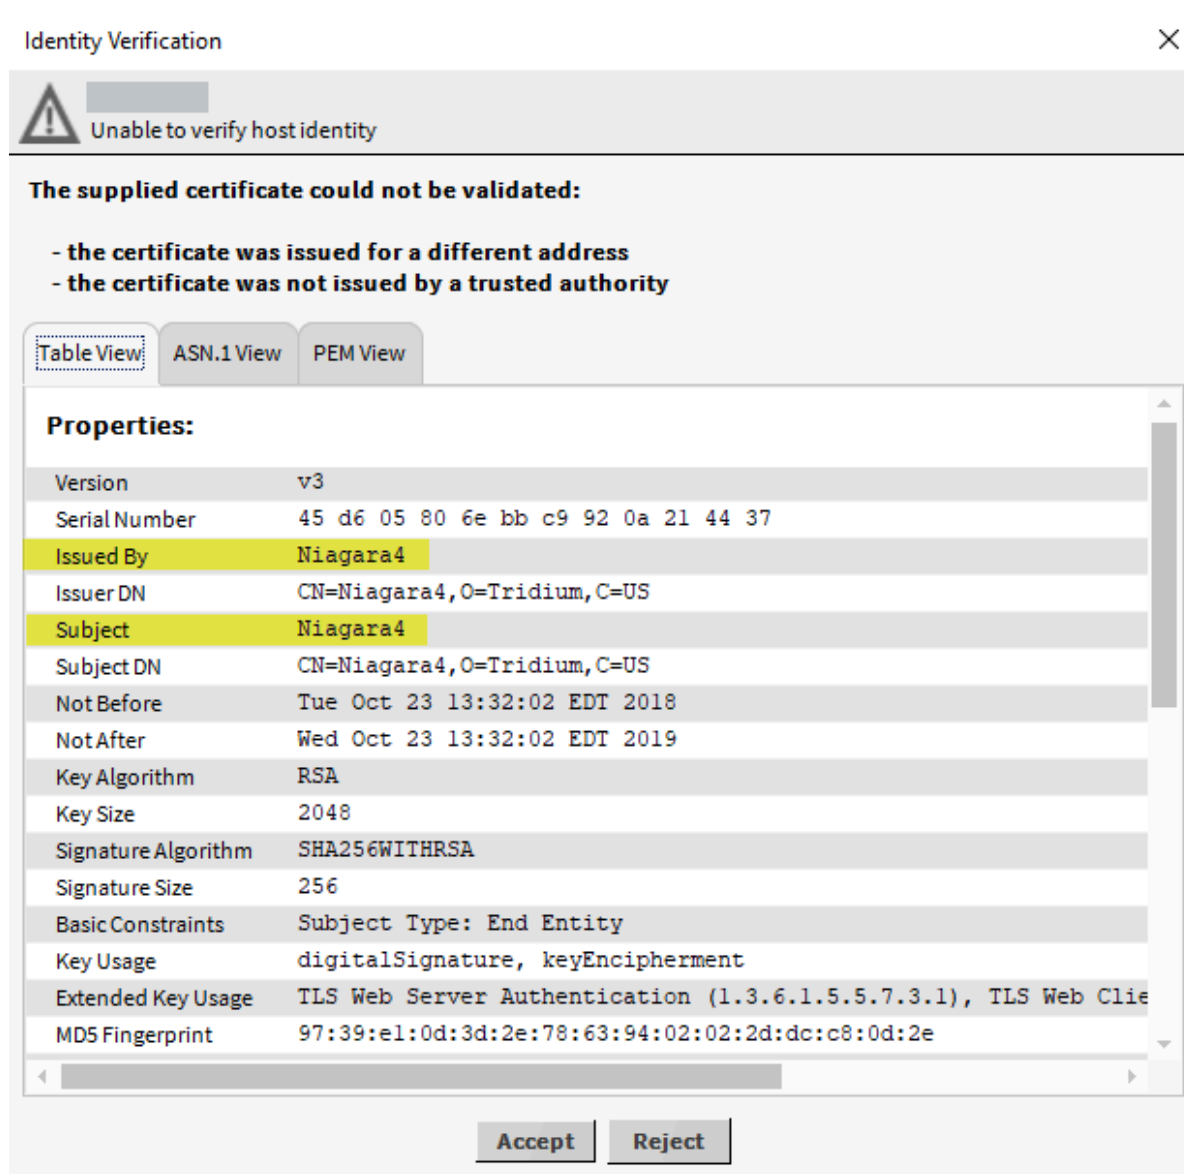 Identity Verification
Unable to verify host identity
The supplied certificate could not be validated:
- the certificate was issued for a different address
- the certificate was not issued by a trusted authority
Table View ASN.1 View PEM View
Properties:
Version v3
Serial Number 45 d6 05 80 6e bb c9 92 0a 21 44 37
Issued By Niagara4
Issuer DN CN=Niagara4,O=Tridium,C=US
Subject Niagara4
Subject DN CN=Niagara4,O=Tridium,C=US
Not Before Tue Oct 23 13:32:02 EDT 2018
Not After Wed Oct 23 13:32:02 EDT 2019
Key Algorithm RSA
Key Size 2048
Signature Algorithm SHA256WITHRSA
Signature Size 256
Basic Constraints Subject Type: End Entity
Key Usage digitalSignature, keyEncipherment
Extended Key Usage TLS Web Server Authentication (1.3.6.1.5.5.7.3.1), TLS Web Clie
MD5 Fingerprint 97:39:e1:0d:3d:2e:78:63:94:02:02:2d:dc:c8:0d:2e
Accept Reject